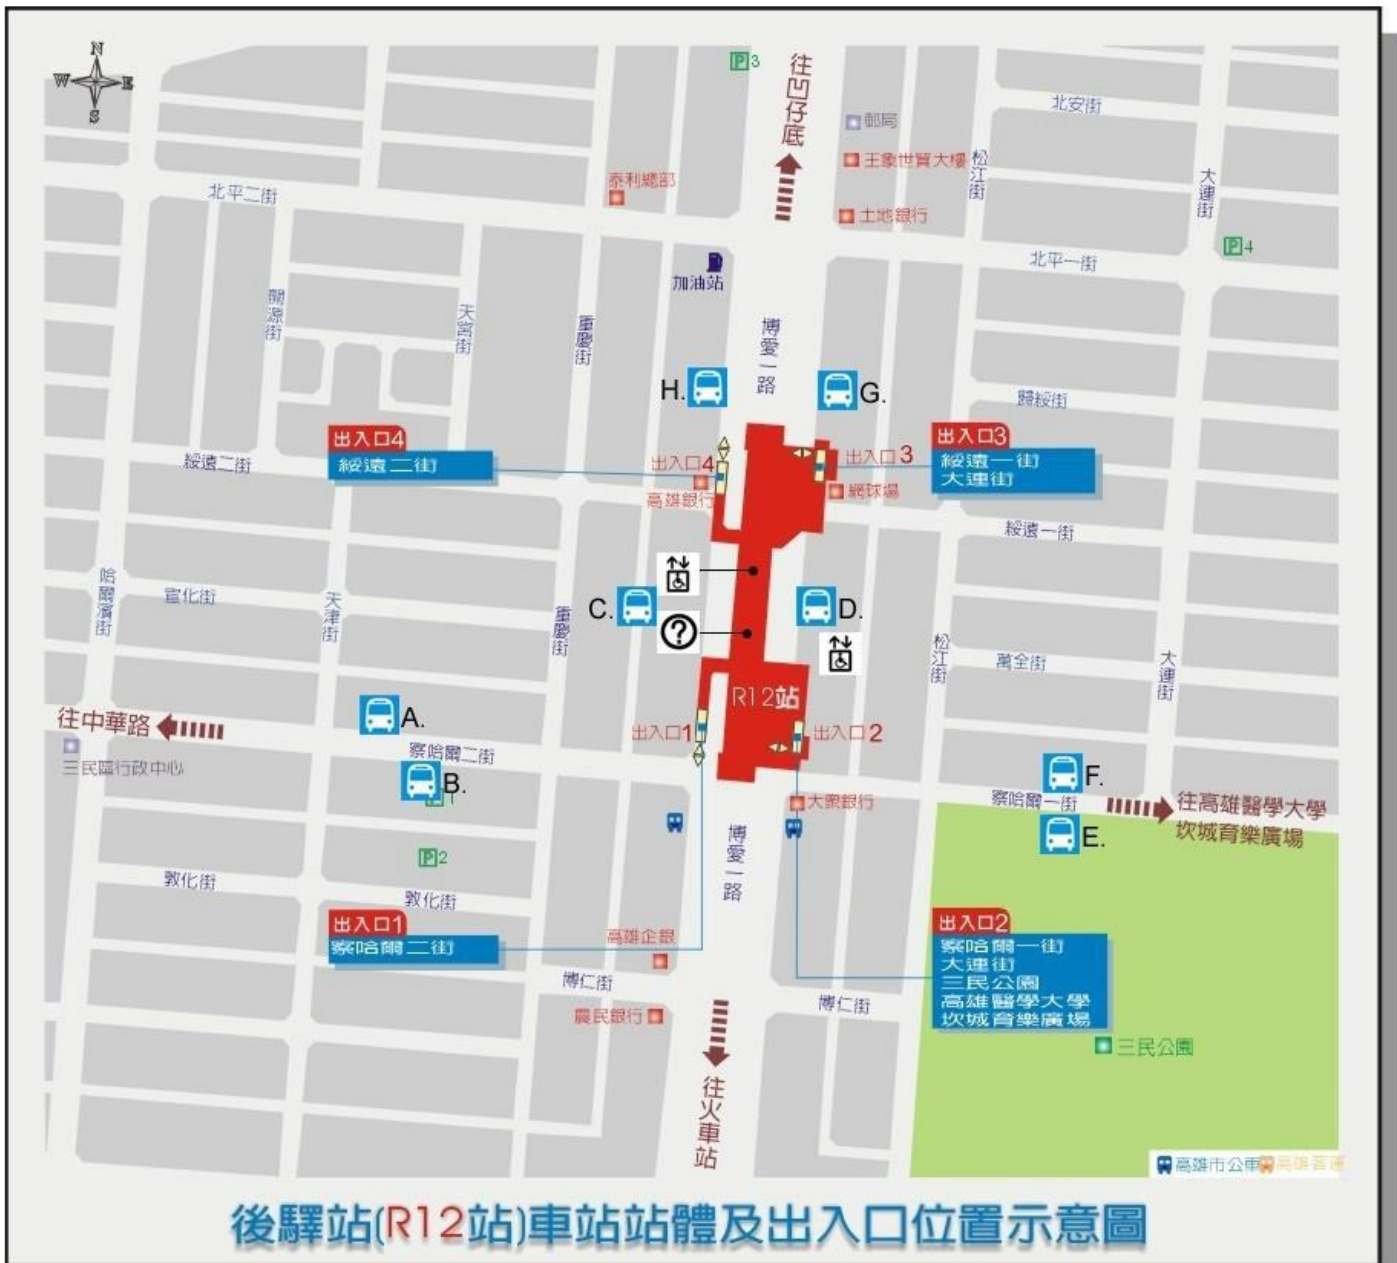 N
W
E
S
P3
往凹仔底
郵局
北安街
王象世貿大樓
松江街
大連街
泰利總部
北平二街
土地銀行
P4
北平一街
加油站
開源街
天宮街
重慶街
博愛一路
H.
G.
歸綏街
出入口4
綏遠二街
綏遠二街
出入口4
高雄銀行
出入口3
網球場
出入口3
綏遠一街
大連街
綏遠一街
哈爾濱街
宣化街
天津街
重慶街
C.
D.
松江街
萬全街
大連街
R12站
往中華路
A.
察哈爾二街
出入口1
出入口2
三民區行政中心
B.
1
F.
察哈爾一街
往高雄醫學大學
坎城育樂廣場
E.
大眾銀行
博愛一路
P2
敦化街
敦化街
出入口1
察哈爾二街
高雄企銀
出入口2
察哈爾一街
大連街
三民公園
高雄醫學大學
坎城育樂廣場
博仁街
博仁街
農民銀行
三民公園
往火車站
高雄市公車
高雄客運
後驛站(R12站)車站站體及出入口位置示意圖